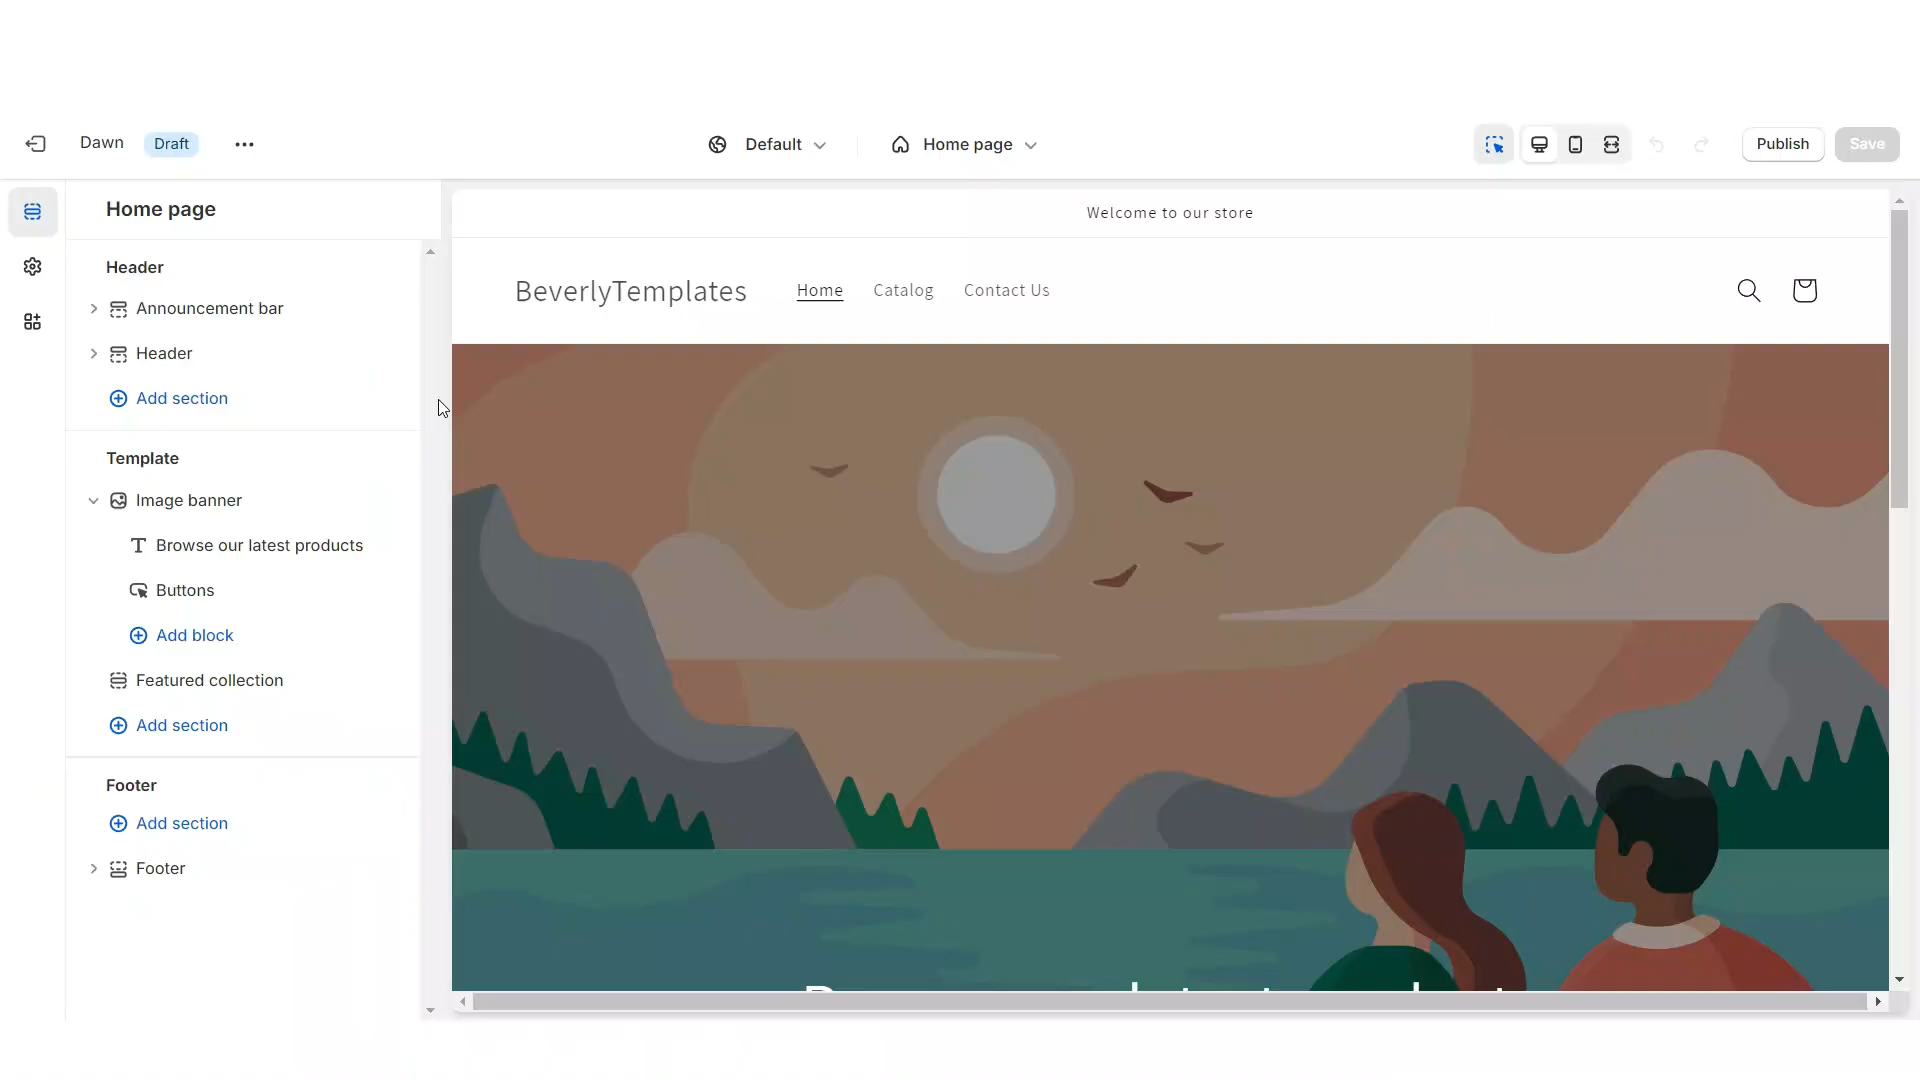 Dawn Draft Default Home page Publish Save
Home page
Header
Announcement bar
Header
Add section
Template
Image banner
Browse our latest products
Buttons
Add block
Featured collection
Add section
Footer
Add section
Footer
Welcome to our store
BeverlyTemplates Home Catalog Contact Us